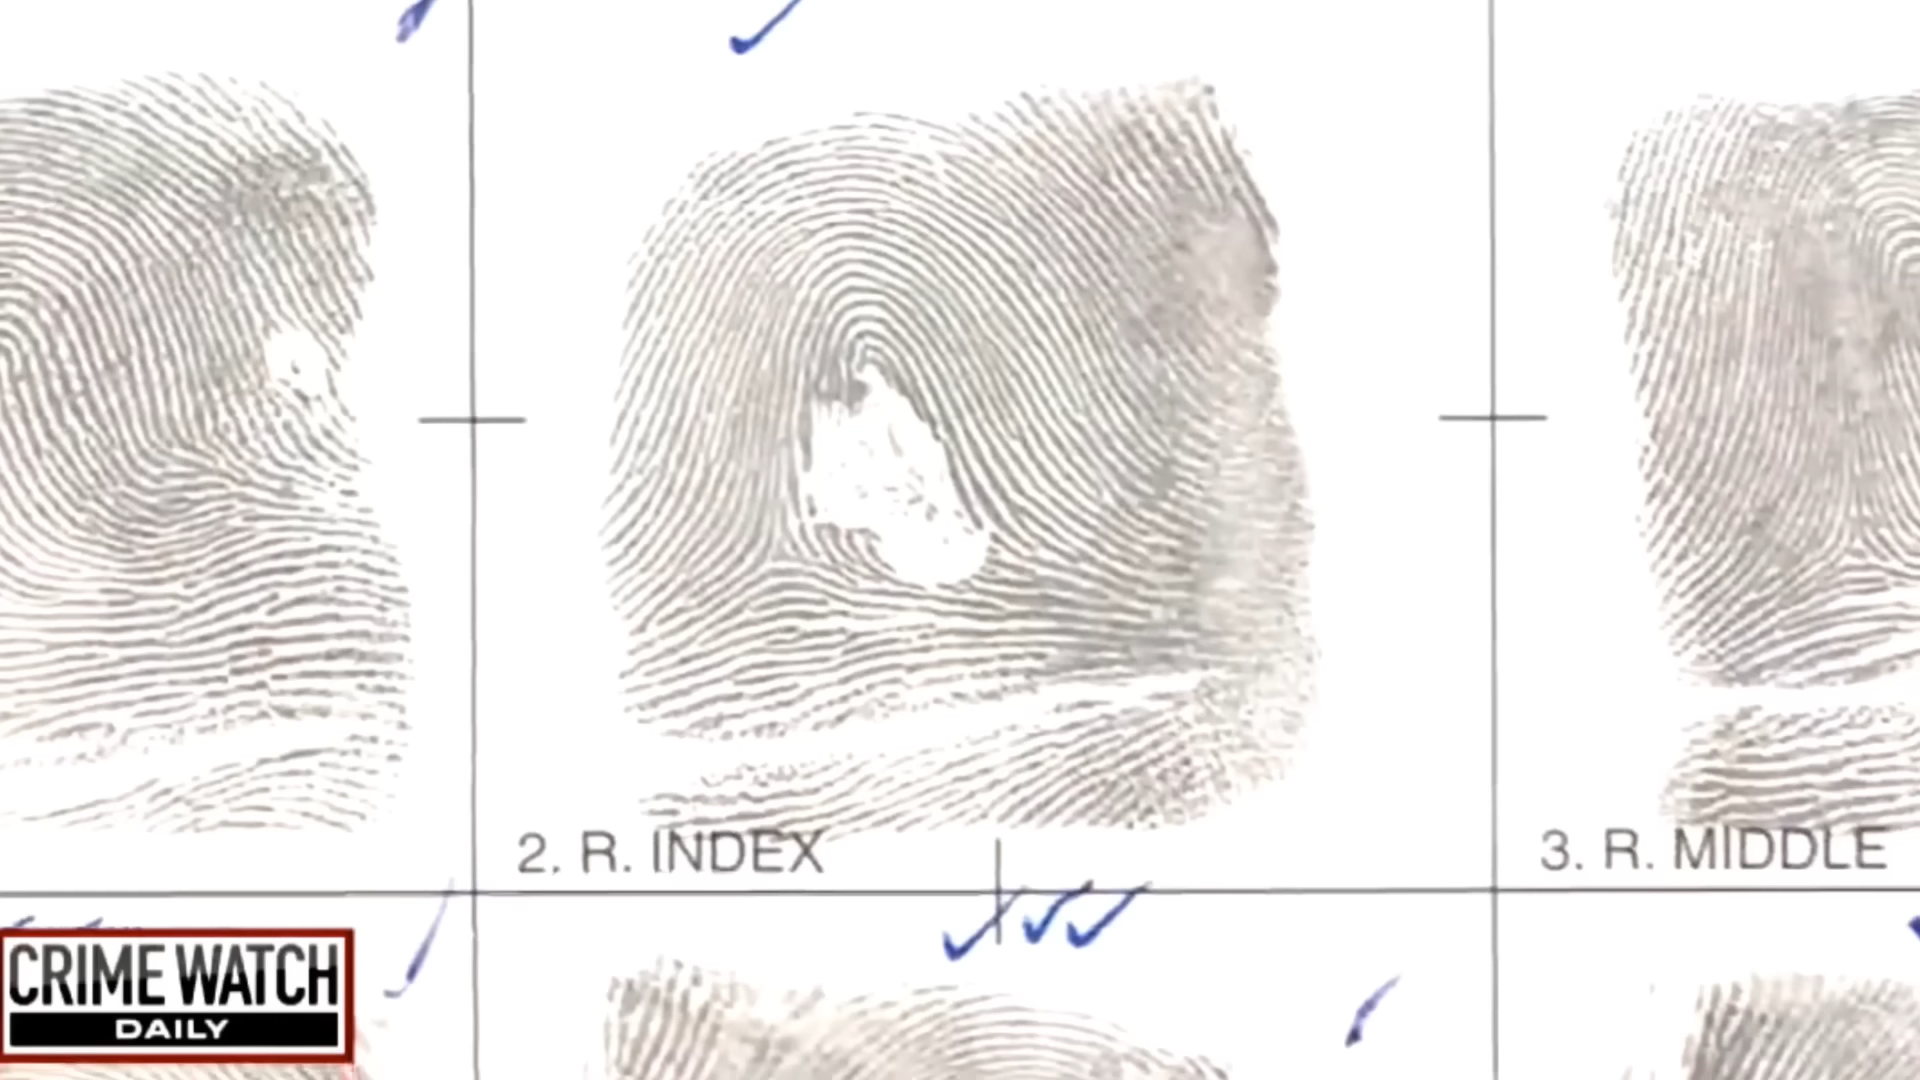 2. R. INDEX
3. R. MIDDLE
CRIME WATCH
DAILY